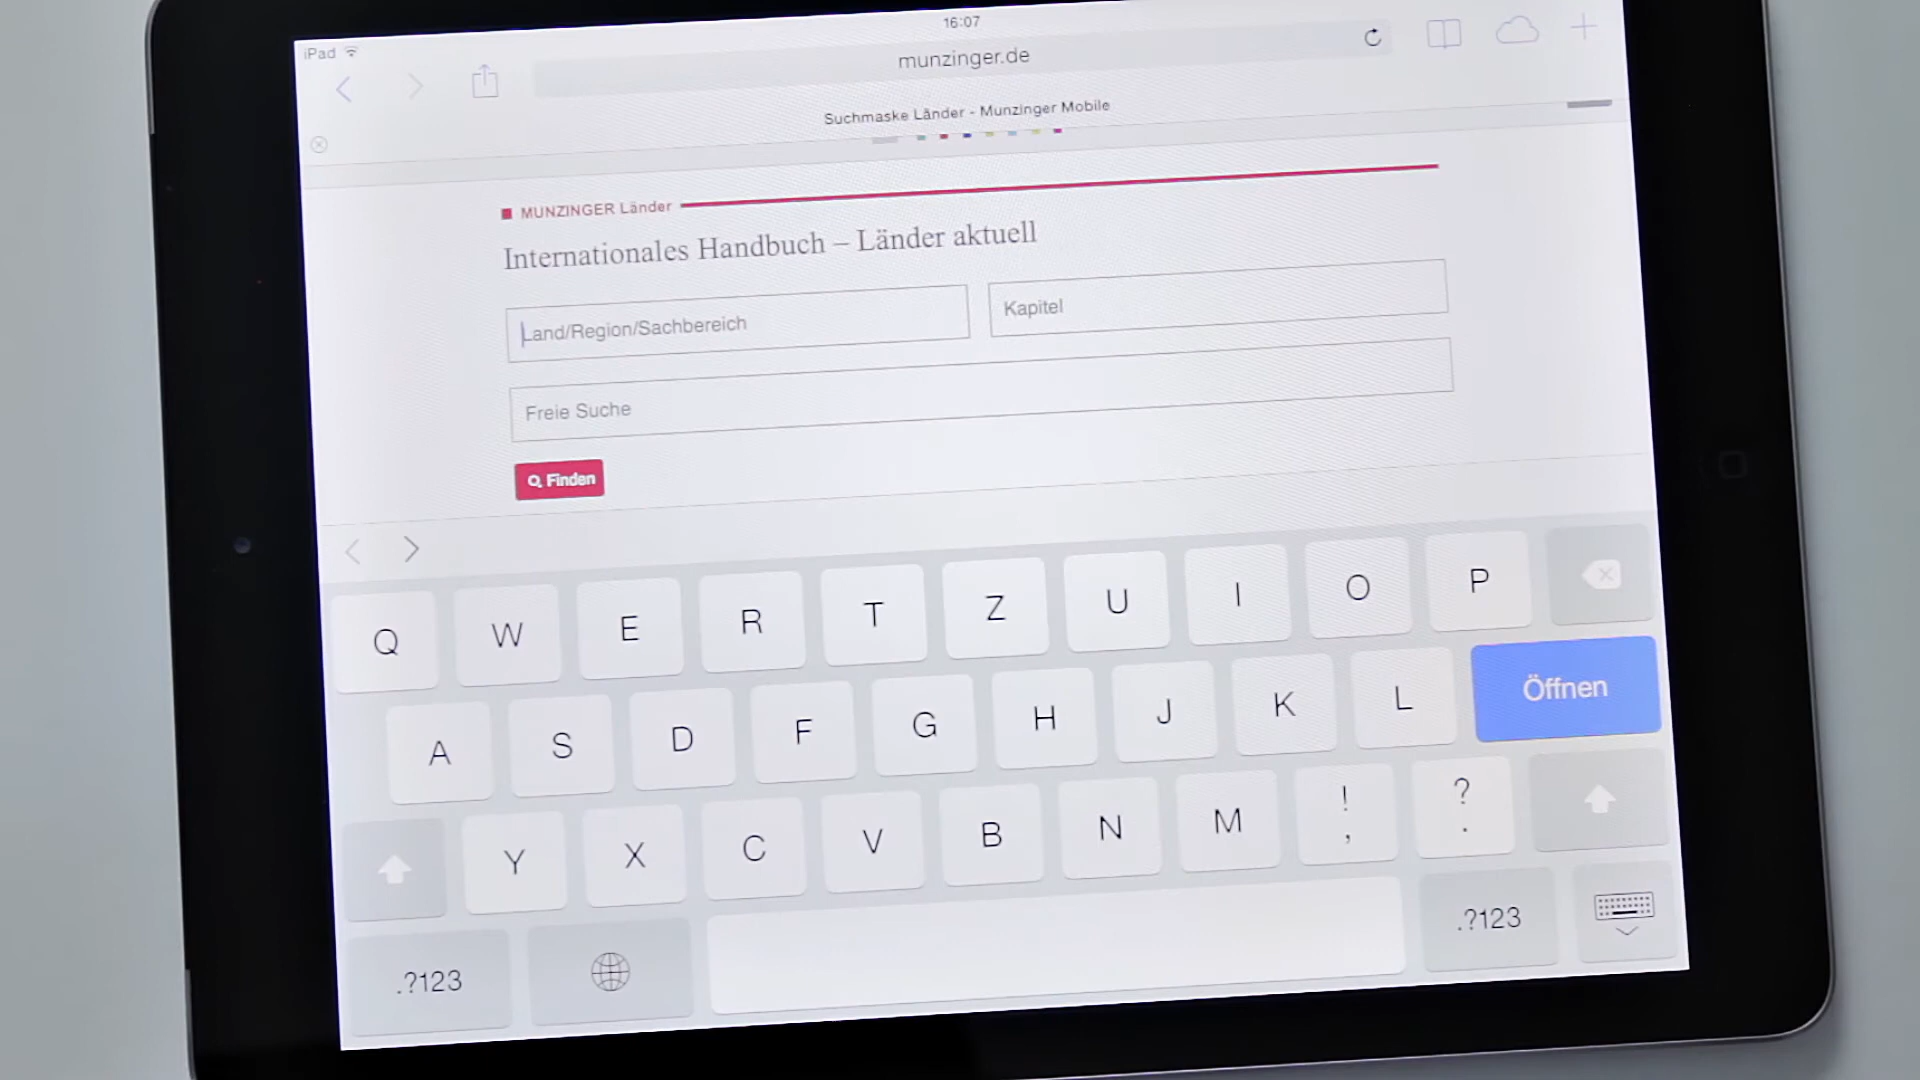 iPad
16:07
munzinger.de
Suchmaske Länder - Munzinger Mobile
MUNZINGER Länder
Internationales Handbuch – Länder aktuell
Land/Region/Sachbereich
Kapitel
Freie Suche
Finden
Q W E R T Z U I O P
A S D F G H J K L Öffnen
Y X C V B N M ! , ? .
.?123 .?123